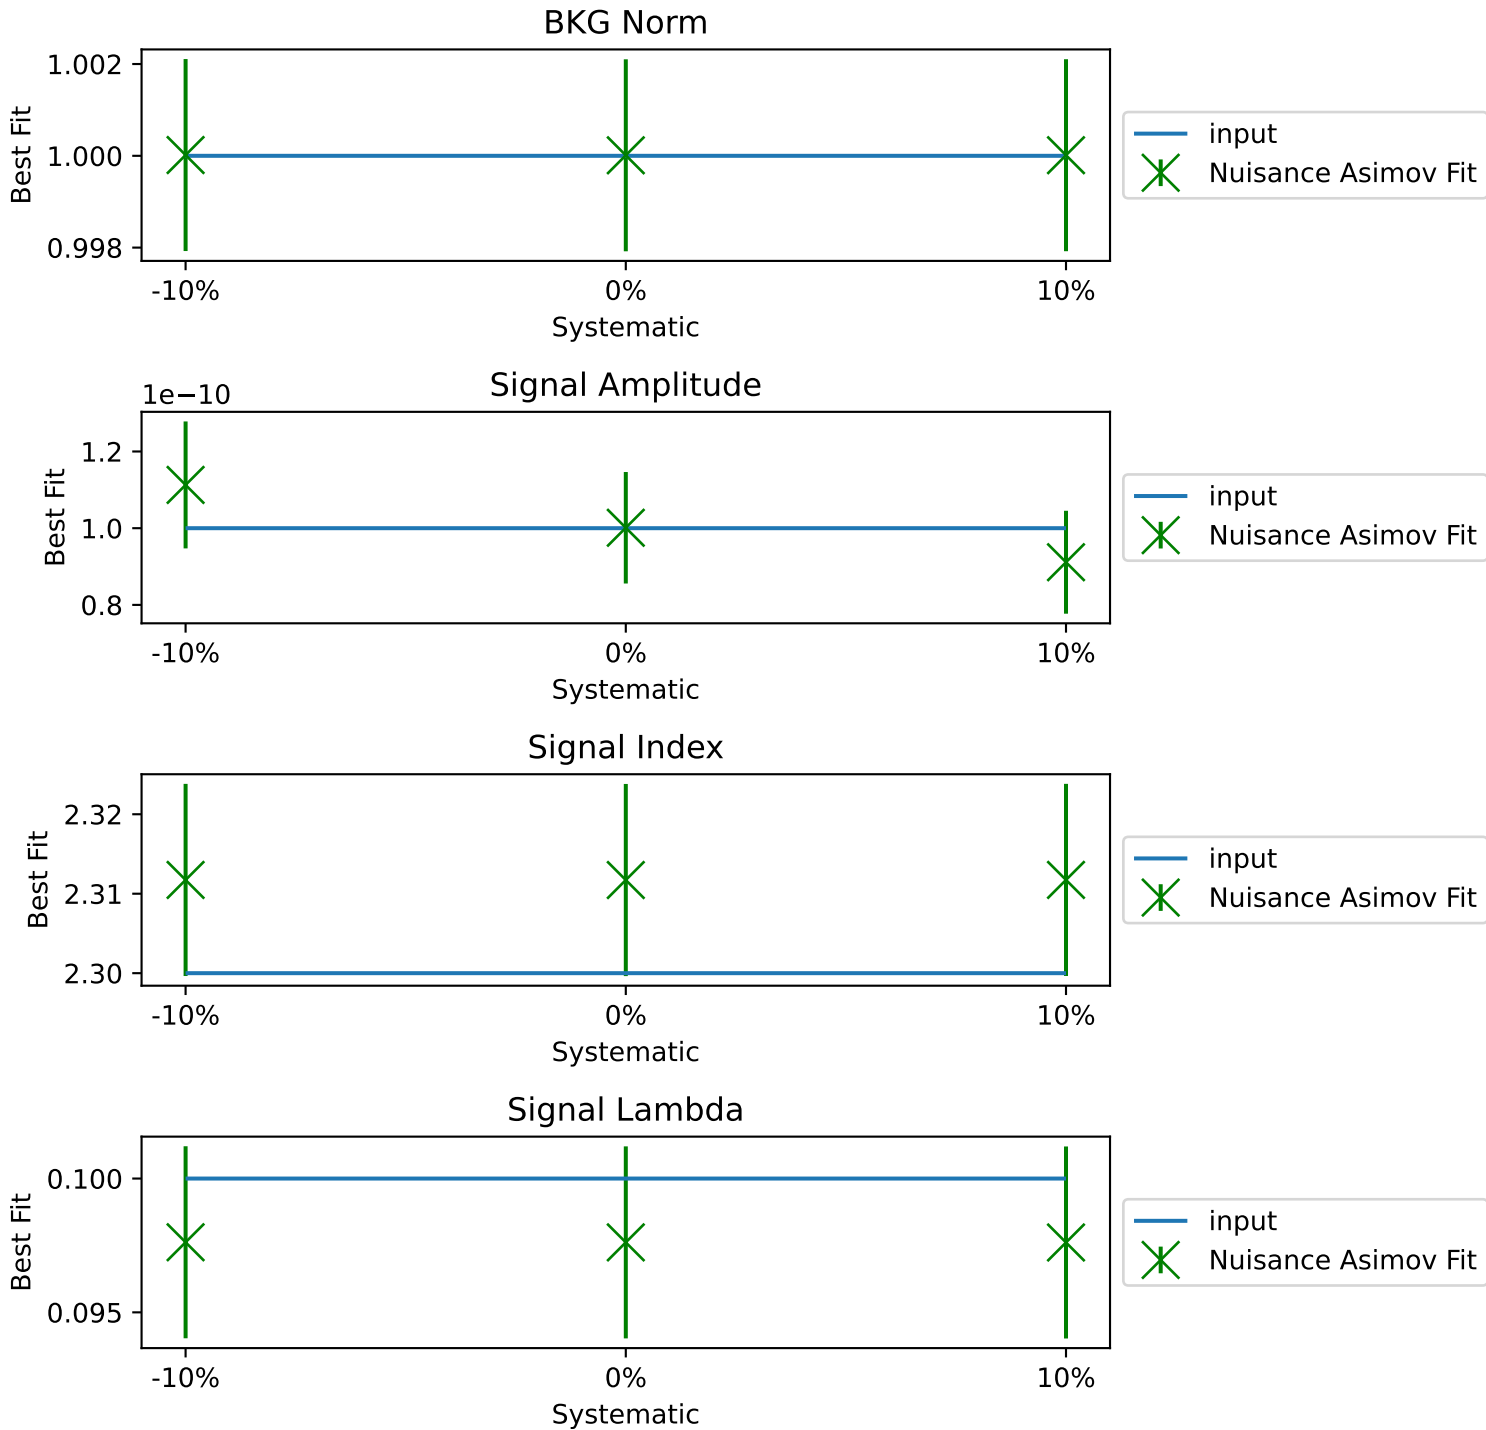 BKG Norm
1.002
1.000
0.998
Best Fit
-10% 0% 10%
Systematic
input
Nuisance Asimov Fit
Signal Amplitude
1e−10
1.2
1.0
0.8
Best Fit
-10% 0% 10%
Systematic
input
Nuisance Asimov Fit
Signal Index
2.32
2.31
2.30
Best Fit
-10% 0% 10%
Systematic
input
Nuisance Asimov Fit
Signal Lambda
0.100
0.095
Best Fit
-10% 0% 10%
Systematic
input
Nuisance Asimov Fit